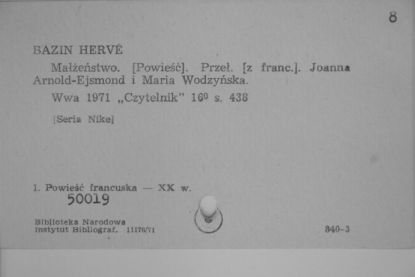 8
BAZIN HERVÉ
Małżeństwo. [Powieść]. Przeł. [z franc.]. Joanna
Arnold-Ejsmond i Maria Wodzyńska.
Wwa 1971 „Czytelnik" 16⁰ s. 438
[Seria Nike]
1. Powieść francuska — XX w.
50019
Biblioteka Narodowa
Instytut Bibliograf. 11176/71 840-3